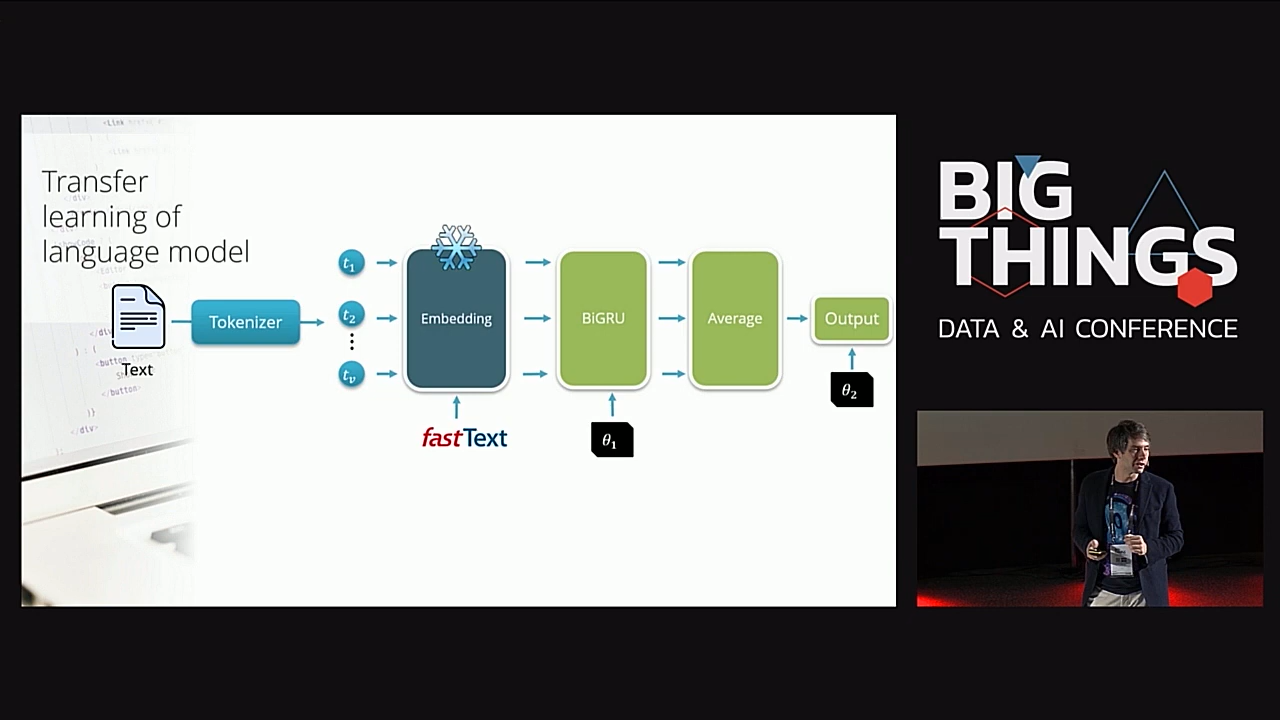 Transfer
learning of
language model
Text
Tokenizer
t1
t2
tv
Embedding
fastText
BiGRU
θ1
Average
Output
θ2
BIG
THINGS
DATA & AI CONFERENCE